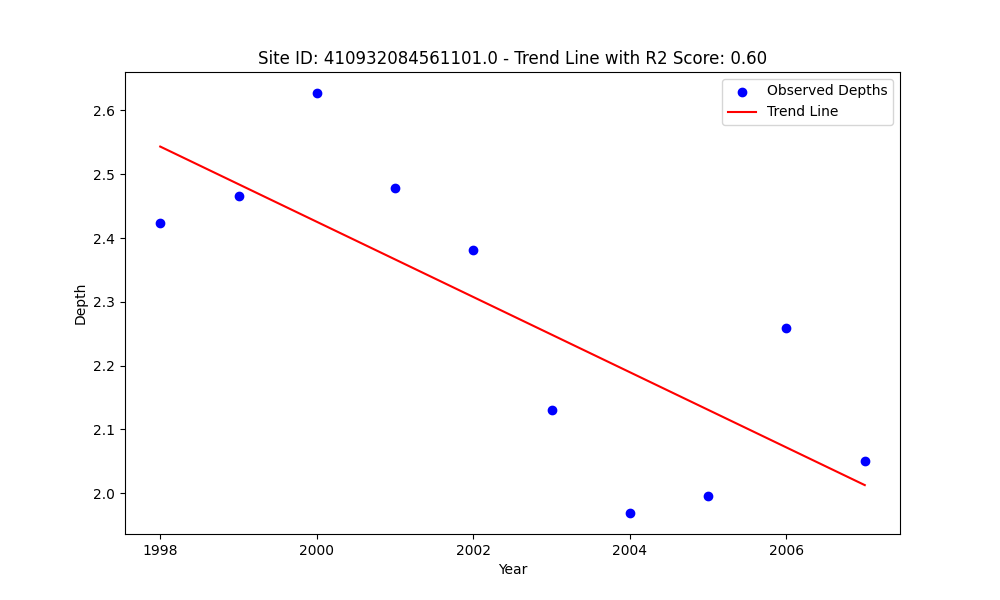 Site ID: 410932084561101.0 - Trend Line with R2 Score: 0.60
Observed Depths
Trend Line
2.6
2.5
2.4
2.3
2.2
2.1
2.0
Depth
1998
2000
2002
2004
2006
Year